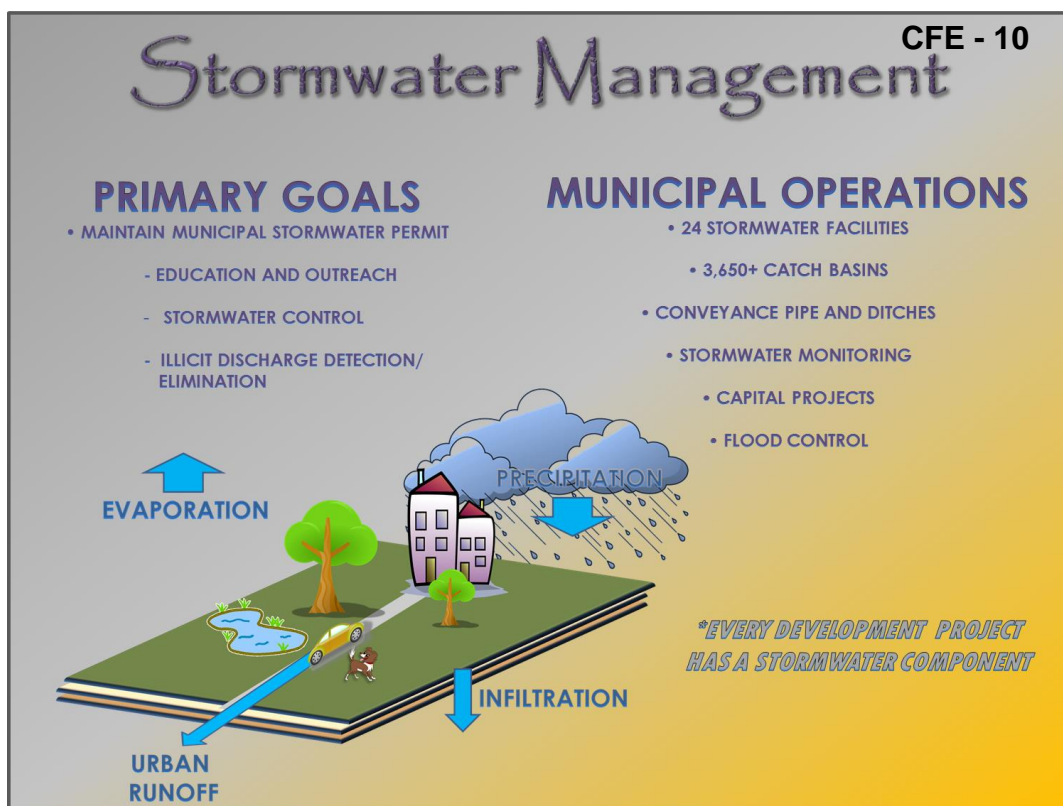 CFE - 10
Stormwater Management
PRIMARY GOALS
• MAINTAIN MUNICIPAL STORMWATER PERMIT
- EDUCATION AND OUTREACH
- STORMWATER CONTROL
- ILLICIT DISCHARGE DETECTION/
ELIMINATION
MUNICIPAL OPERATIONS
• 24 STORMWATER FACILITIES
• 3,650+ CATCH BASINS
• CONVEYANCE PIPE AND DITCHES
• STORMWATER MONITORING
• CAPITAL PROJECTS
• FLOOD CONTROL
EVAPORATION
PRECIPITATION
*EVERY DEVELOPMENT PROJECT
HAS A STORMWATER COMPONENT
INFILTRATION
URBAN
RUNOFF